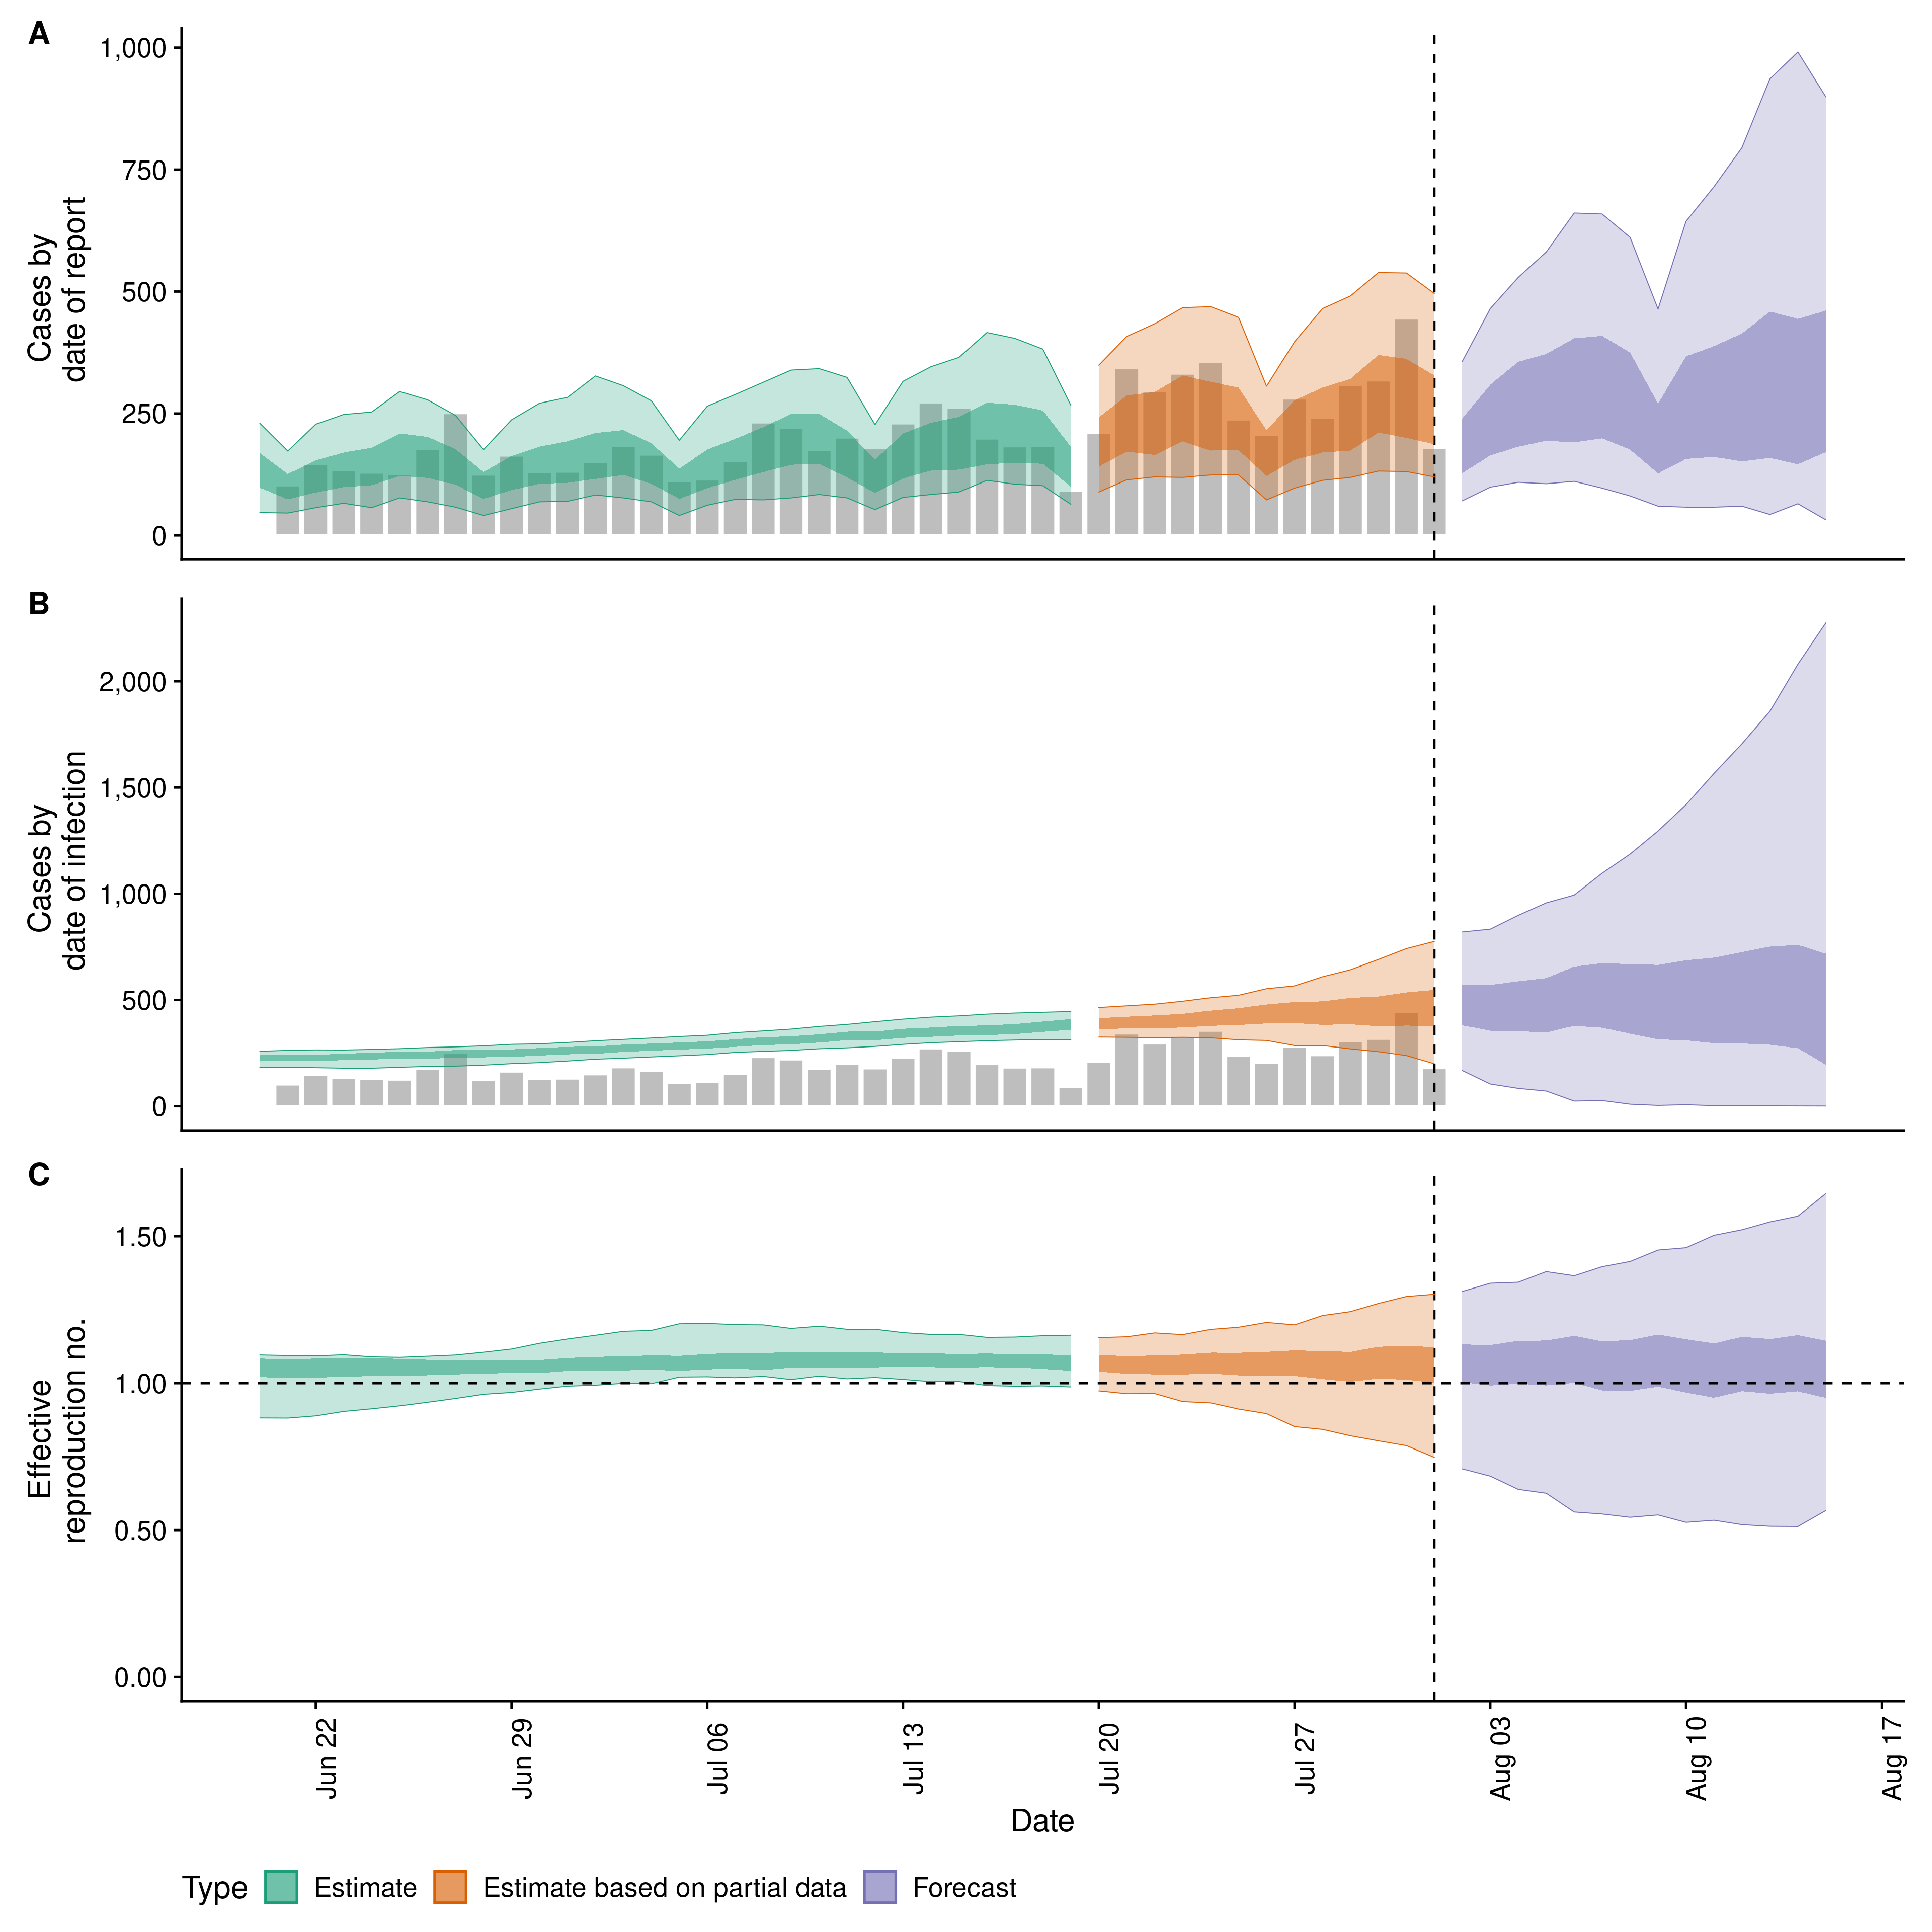 A
1,000
750
500
250
0
Cases by
date of report
B
2,000
1,500
1,000
500
0
Cases by
date of infection
C
1.50
1.00
0.50
0.00
Effective
reproduction no.
Jun 22
Jun 29
Jul 06
Jul 13
Jul 20
Jul 27
Aug 03
Aug 10
Aug 17
Date
Type Estimate Estimate based on partial data Forecast